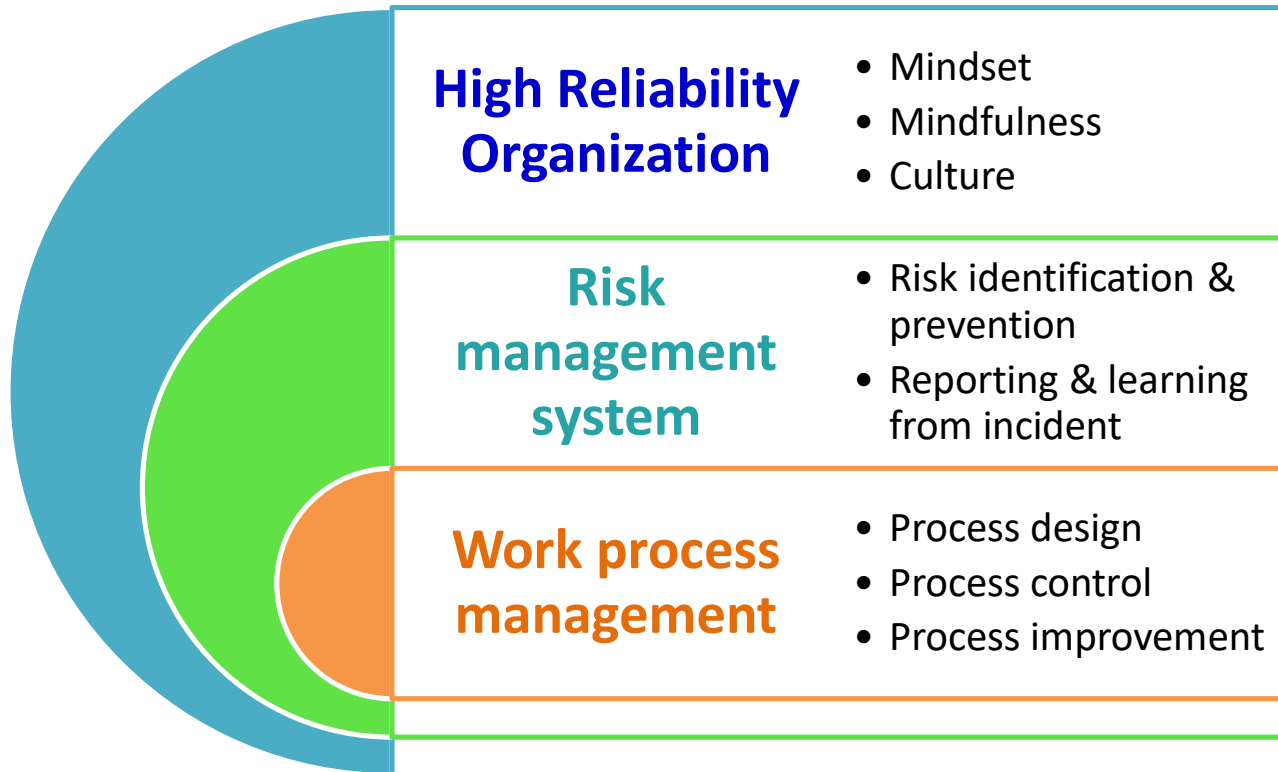 High Reliability
Organization
• Mindset
• Mindfulness
• Culture
Risk
management
system
• Risk identification &
prevention
• Reporting & learning
from incident
Work process
management
• Process design
• Process control
• Process improvement